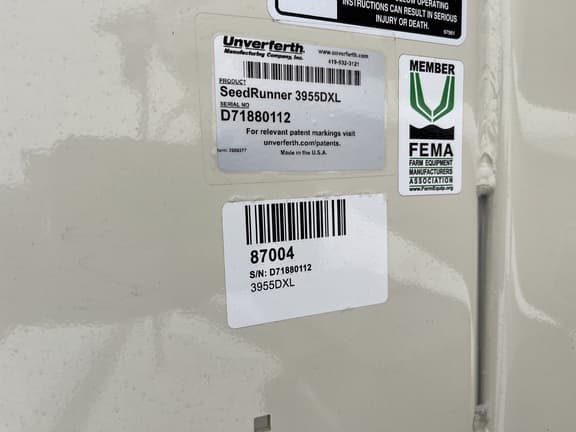 BELOW OPERATING
INSTRUCTIONS CAN RESULT IN SERIOUS
INJURY OR DEATH.
Unverferth
Manufacturing Company, Inc.
www.unverferth.com
419-532-3121
PRODUCT
SeedRunner 3955DXL
SERIAL NO
D71880112
For relevant patent markings visit
unverferth.com/patents.
Made in the U.S.A.
MEMBER
FEMA
FARM EQUIPMENT
MANUFACTURERS
ASSOCIATION
www.FarmEquip.org
87004
S/N: D71880112
3955DXL